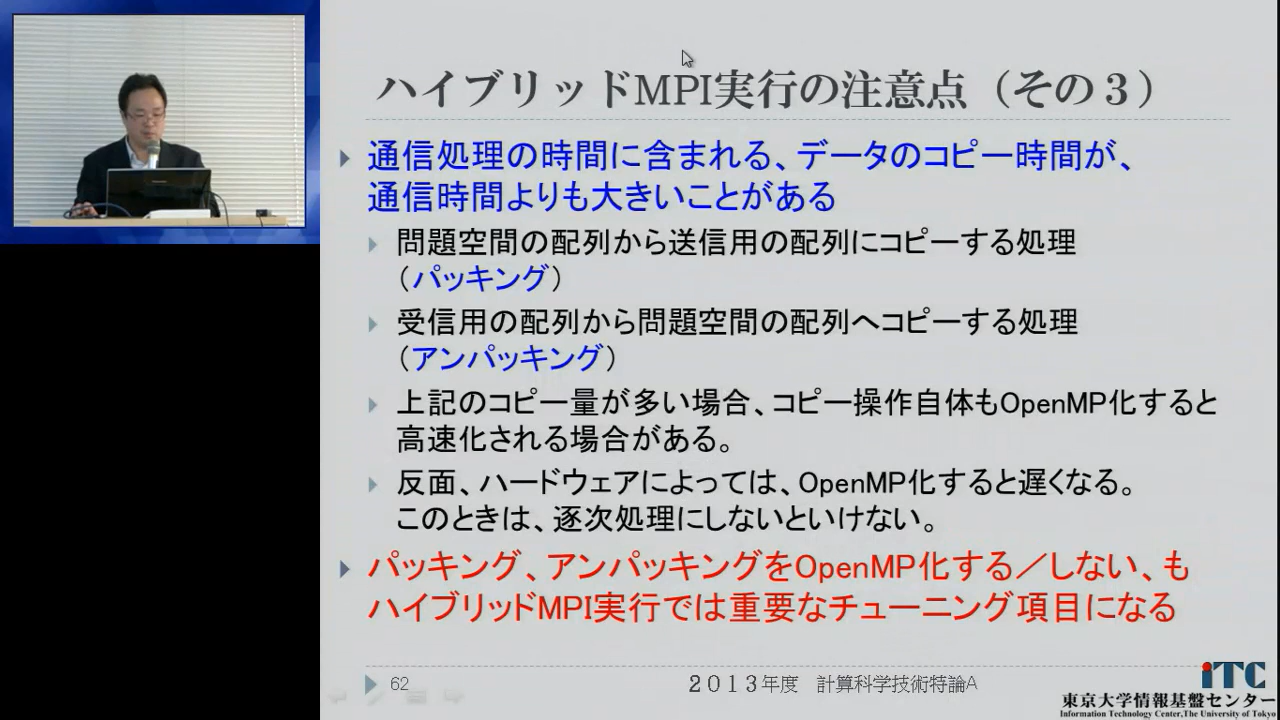 ハイブリッドMPI実行の注意点（その３）
通信処理の時間に含まれる、データのコピー時間が、
通信時間よりも大きいことがある
問題空間の配列から送信用の配列にコピーする処理
（パッキング）
受信用の配列から問題空間の配列へコピーする処理
（アンパッキング）
上記のコピー量が多い場合、コピー操作自体もOpenMP化すると
高速化される場合がある。
反面、ハードウェアによっては、OpenMP化すると遅くなる。
このときは、逐次処理にしないといけない。
パッキング、アンパッキングをOpenMP化する／しない、も
ハイブリッドMPI実行では重要なチューニング項目になる
62
２０１３年度　計算科学技術特論A
iTC
東京大学情報基盤センター
Information Technology Center,The University of Tokyo